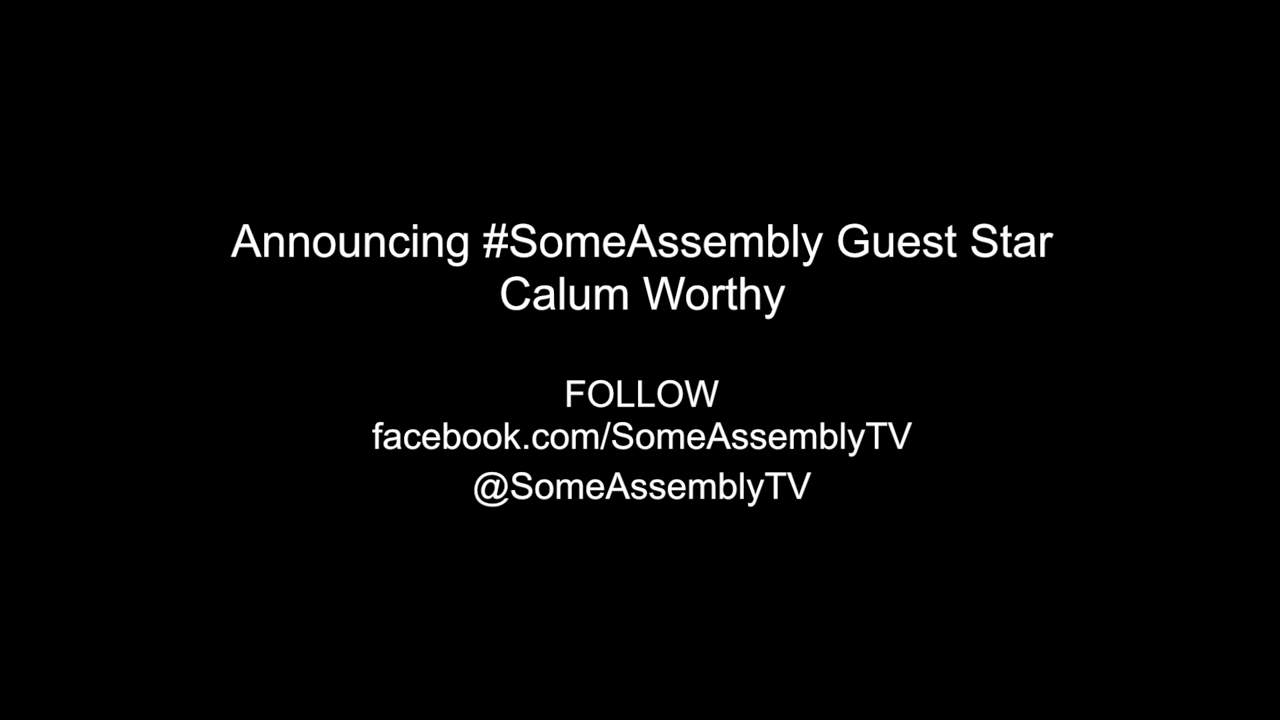 Announcing #SomeAssembly Guest Star
Calum Worthy
FOLLOW
facebook.com/SomeAssemblyTV
@SomeAssemblyTV